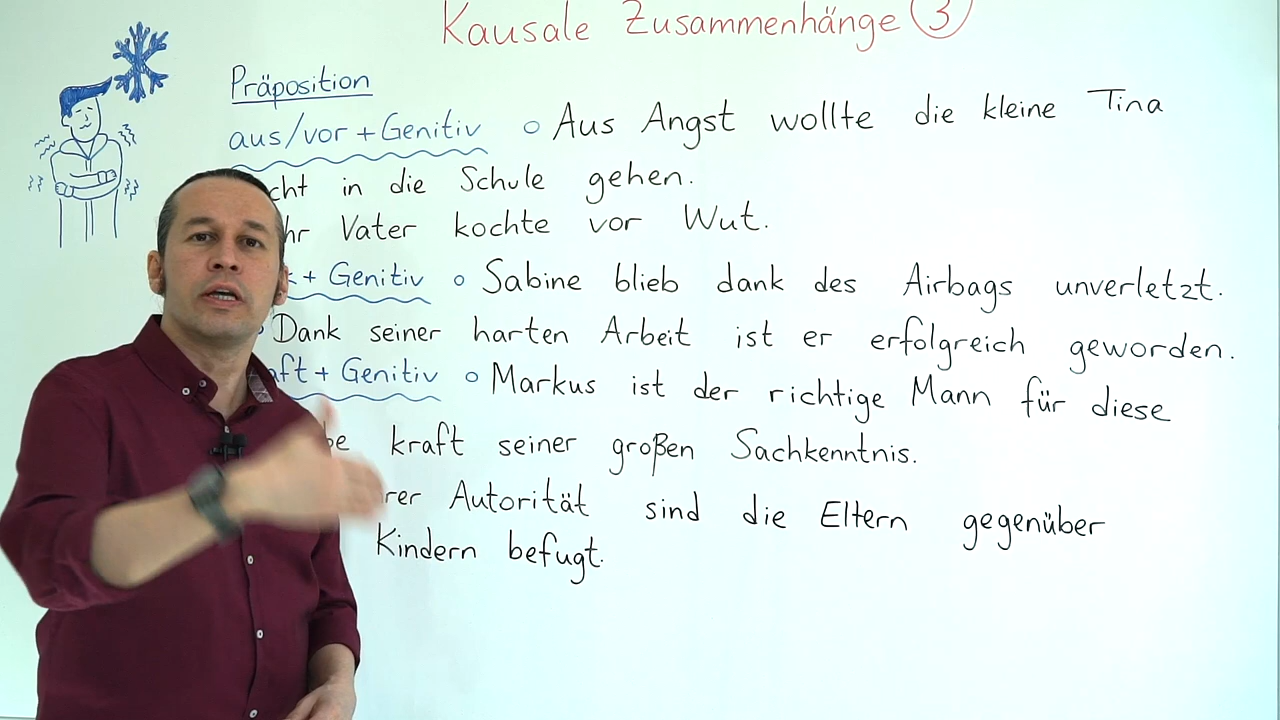 Kausale Zusammenhänge 3
Präposition
aus/vor + Genitiv ○ Aus Angst wollte die kleine Tina
cht in die Schule gehen.
hr Vater kochte vor Wut.
k + Genitiv ○ Sabine blieb dank des Airbags unverletzt.
Dank seiner harten Arbeit ist er erfolgreich geworden.
aft + Genitiv ○ Markus ist der richtige Mann für diese
be kraft seiner großen Sachkenntnis.
rer Autorität sind die Eltern gegenüber
Kindern befugt.